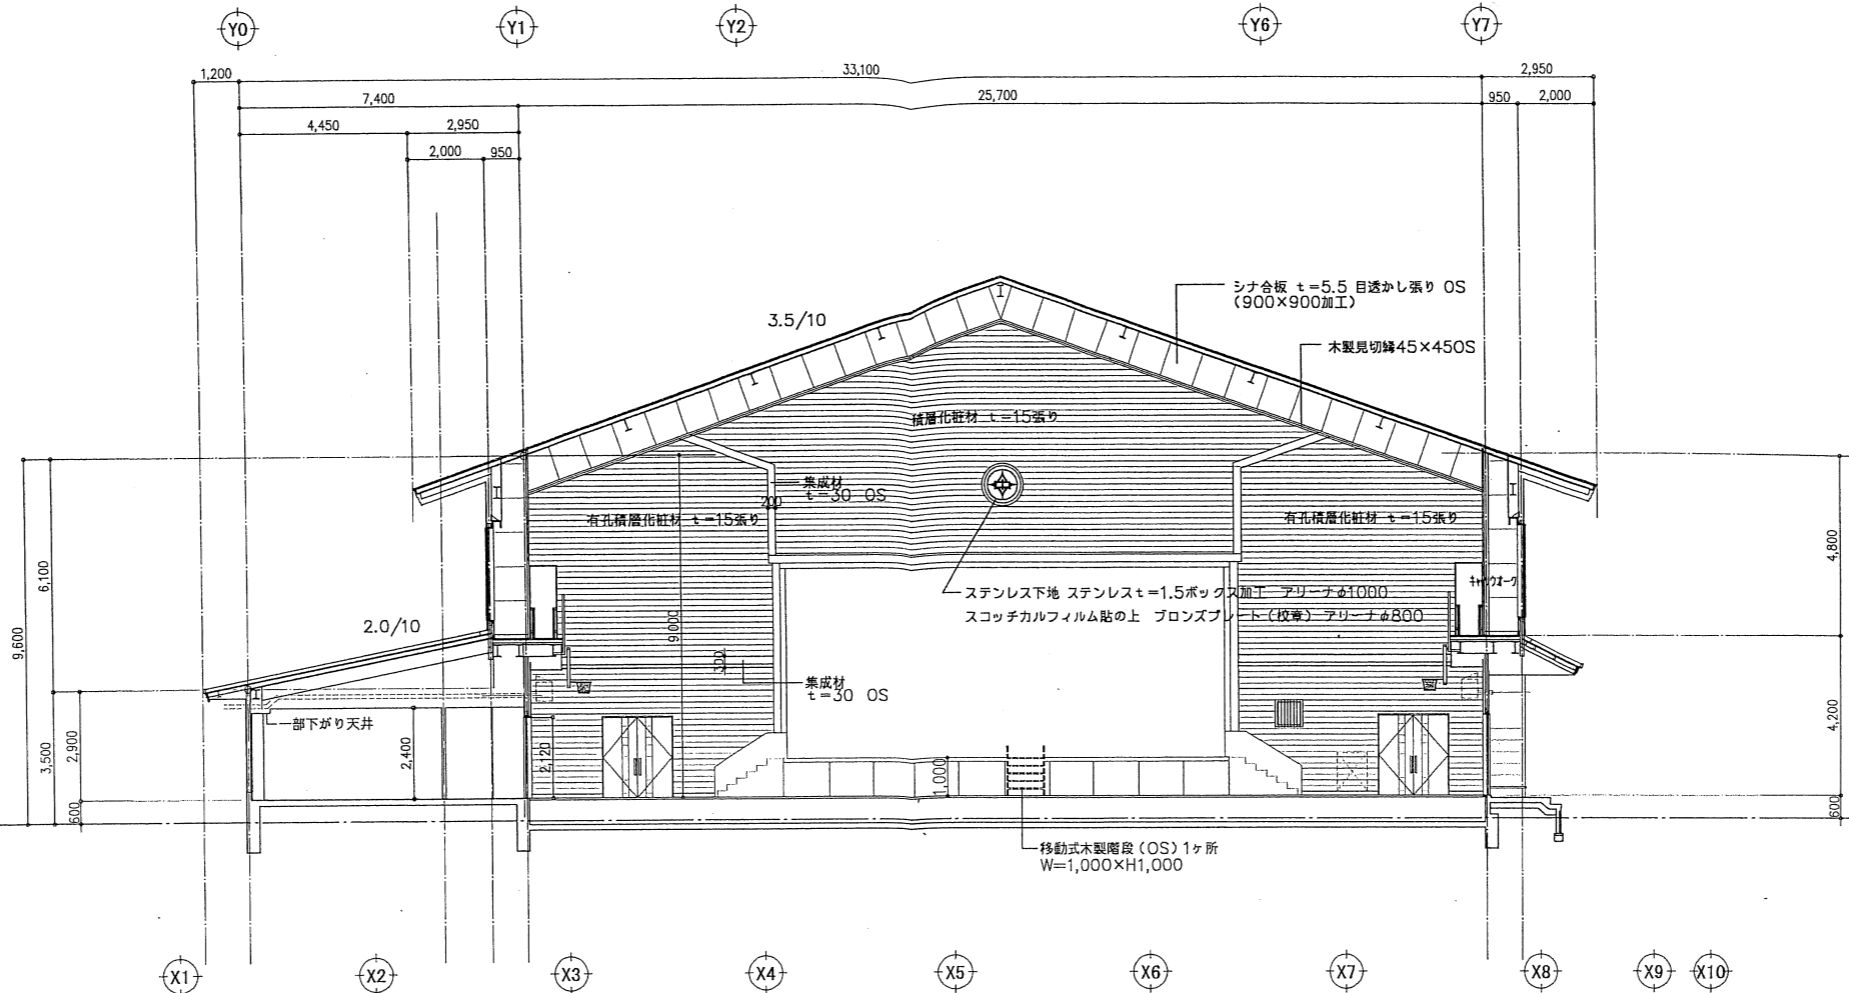 Y0 Y1 Y2 Y6 Y7
1,200 33,100 2,950
7,400 25,700 950 2,000
4,450 2,950
2,000 950
シナ合板 t=5.5 目透かし張り OS
(900×900加工)
3.5/10
木製見切縁45×45OS
積層化粧材 t=15張り
集成材
t=30 OS
200
有孔積層化粧材 t=15張り
有孔積層化粧材 t=15張り
4,800
6,100
キャットウォーク
ステンレス下地 ステンレスt=1.5ボックス加工 アリーナφ1000
スコッチカルフィルム貼の上 ブロンズプレート(校章) アリーナφ800
2.0/10
9,600
9,000
300
集成材
t=30 OS
一部下がり天井
4,200
3,500
2,900
2,400
2,120
1,000
600
600
移動式木製階段(OS)1ヶ所
W=1,000×H1,000
X1 X2 X3 X4 X5 X6 X7 X8 X9 X10